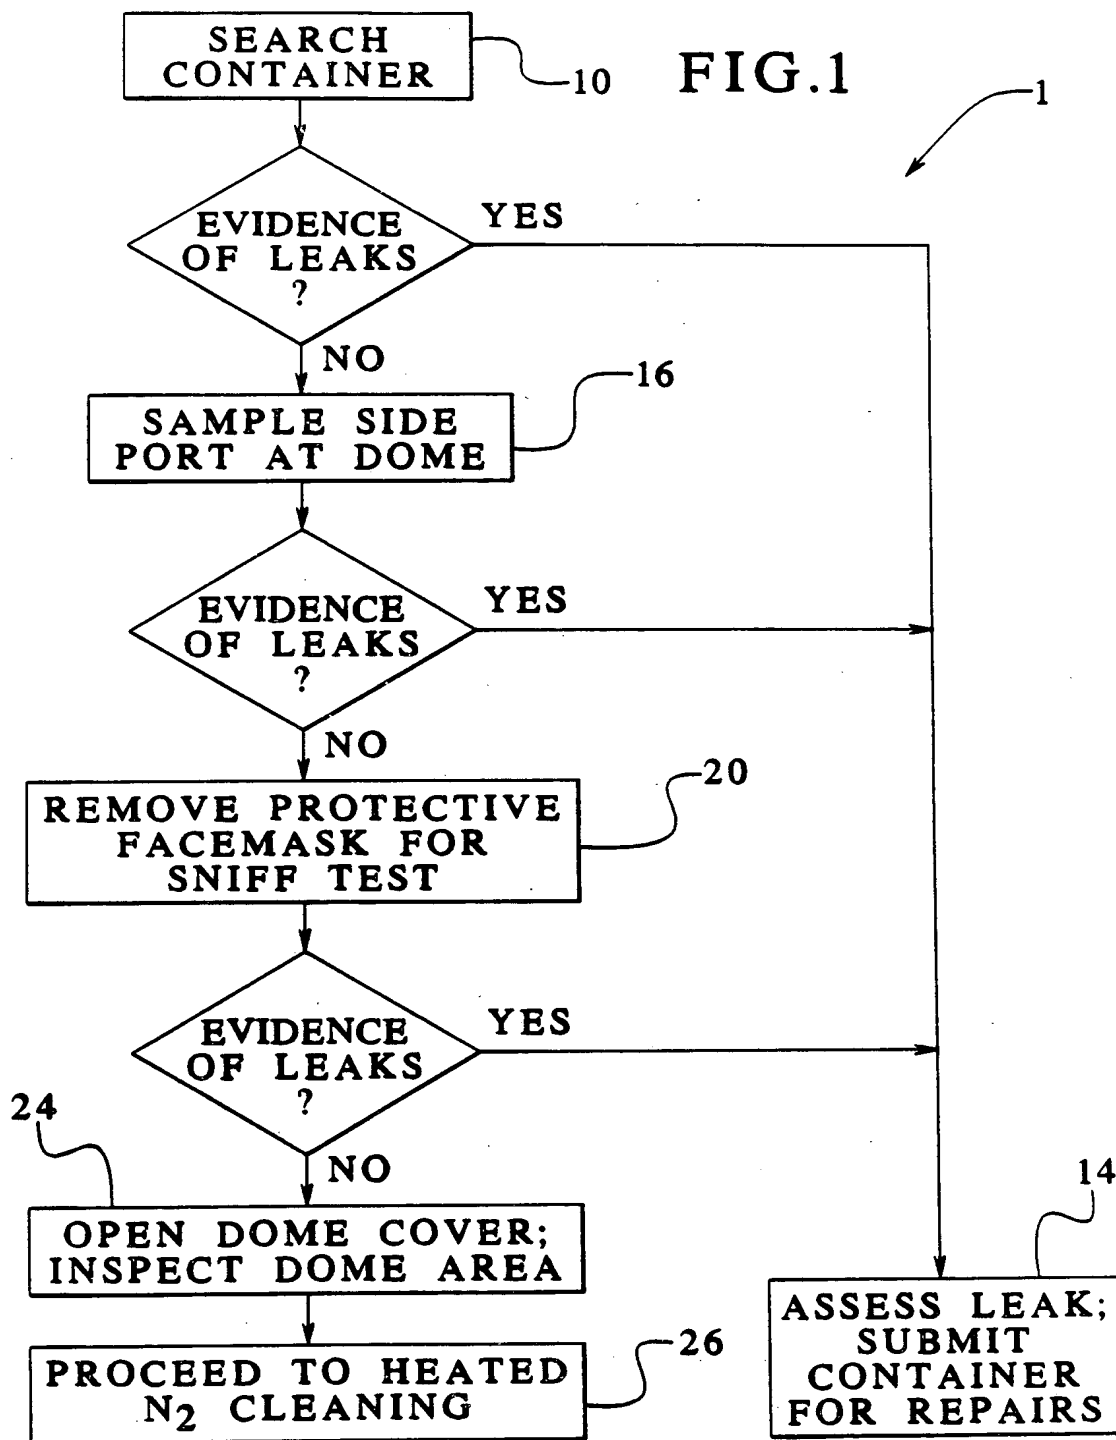 SEARCH
CONTAINER
10
FIG.1
1
EVIDENCE
OF LEAKS
?
YES
NO
16
SAMPLE SIDE
PORT AT DOME
EVIDENCE
OF LEAKS
?
YES
NO
20
REMOVE PROTECTIVE
FACEMASK FOR
SNIFF TEST
EVIDENCE
OF LEAKS
?
YES
NO
24
OPEN DOME COVER;
INSPECT DOME AREA
14
ASSESS LEAK;
SUBMIT
CONTAINER
FOR REPAIRS
26
PROCEED TO HEATED
N₂ CLEANING